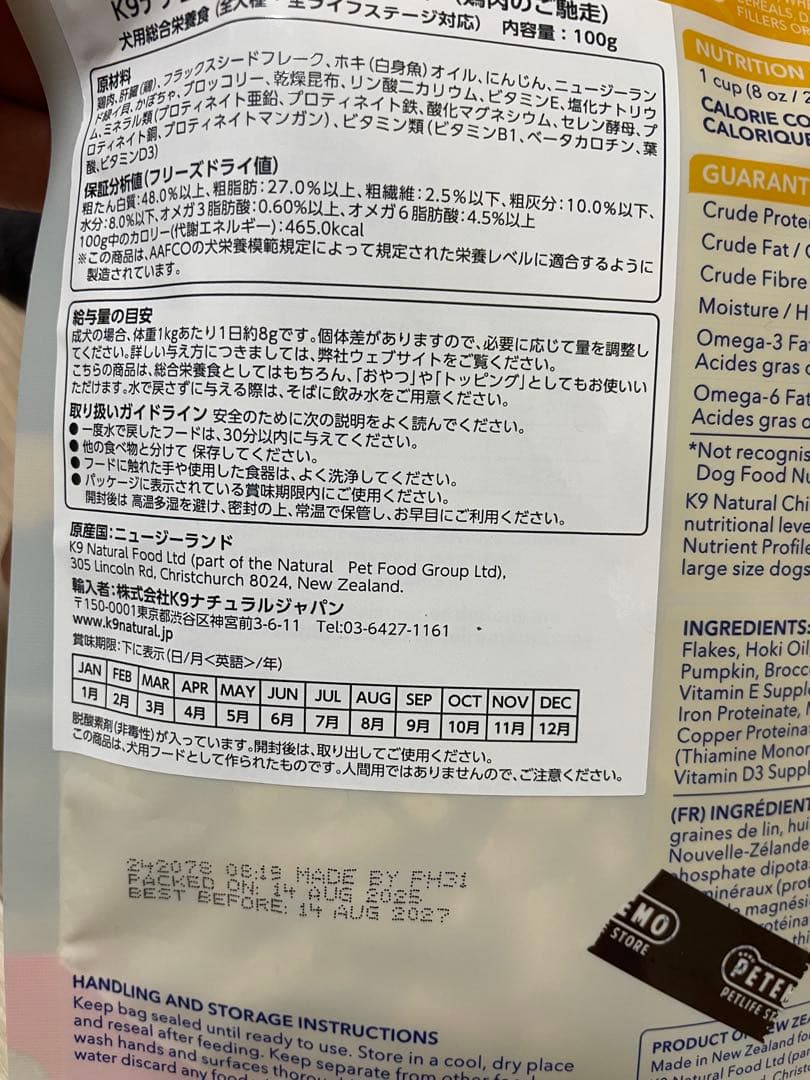 鶏肉のご馳走)
犬用総合栄養食 (全犬種・全ライフステージ対応) 内容量:100g
原材料
鶏肉、肝臓(鶏)、フラックスシードフレーク、ホキ(白身魚)オイル、にんじん、ニュージーラン
ド緑イ貝、かぼちゃ、ブロッコリー、乾燥昆布、リン酸二カリウム、ビタミンE、塩化ナトリウ
ム、ミネラル類(プロティネイト亜鉛、プロティネイト鉄、酸化マグネシウム、セレン酵母、プ
ロティネイト銅、プロティネイトマンガン)、ビタミン類(ビタミンB1、ベータカロチン、葉
酸、ビタミンD3)
保証分析値(フリーズドライ値)
粗たん白質:48.0%以上、粗脂肪:27.0%以上、粗繊維:2.5%以下、粗灰分:10.0%以下、
水分:8.0%以下、オメガ3脂肪酸:0.60%以上、オメガ6脂肪酸:4.5%以上
100g中のカロリー(代謝エネルギー):465.0kcal
※この商品は、AAFCOの犬栄養模範規定によって規定された栄養レベルに適合するように
製造されています。
給与量の目安
成犬の場合、体重1kgあたり1日約8gです。個体差がありますので、必要に応じて量を調整し
てください。詳しい与え方につきましては、弊社ウェブサイトをご覧ください。
こちらの商品は、総合栄養食としてはもちろん、「おやつ」や「トッピング」としてもお使いい
ただけます。水で戻さずに与える際は、そばに飲み水をご用意ください。
取り扱いガイドライン 安全のために次の説明をよく読んでください。
●一度水で戻したフードは、30分以内に与えてください。
●他の食べ物と分けて 保存してください。
●フードに触れた手や使用した食器は、よく洗浄してください。
●パッケージに表示されている賞味期限内にご使用ください。
開封後は 高温多湿を避け、密封の上、常温で保管し、お早目にご利用ください。
原産国:ニュージーランド
K9 Natural Food Ltd (part of the Natural Pet Food Group Ltd),
305 Lincoln Rd, Christchurch 8024, New Zealand.
輸入者:株式会社K9ナチュラルジャパン
〒150-0001東京都渋谷区神宮前3-6-11 Tel:03-6427-1161
www.k9natural.jp
賞味期限:下に表示(日/月<英語>/年)
JAN FEB MAR APR MAY JUN JUL AUG SEP OCT NOV DEC
1月 2月 3月 4月 5月 6月 7月 8月 9月 10月 11月 12月
脱酸素剤(非毒性)が入っています。開封後は、取り出してご使用ください。
この商品は、犬用フードとして作られたものです。人間用ではありませんので、ご注意ください。
242078 08:19 MADE BY PH31
PACKED ON: 14 AUG 2025
BEST BEFORE: 14 AUG 2027
HANDLING AND STORAGE INSTRUCTIONS
Keep bag sealed until ready to use. Store in a cool, dry place
and reseal after feeding. Keep separate from other
wash hands and surfaces
water discard any
FILLERS OR
NUTRITION
1 cup (8 oz / 2
CALORIE CO
CALORIQUE
GUARANT
Crude Prote
Crude Fat / 
Crude Fibre
Moisture / H
Omega-3 Fa
Acides gras
Omega-6 Fat
Acides gras
*Not recognis
Dog Food Nu
K9 Natural Chi
nutritional leve
Nutrient Profile
large size dogs
INGREDIENTS:
Flakes, Hoki Oil
Pumpkin, Brocc
Vitamin E Supple
Iron Proteinate,
Copper Proteina
(Thiamine Monon
Vitamin D3 Suppl
(FR) INGRÉDIENT
graines de lin, hui
Nouvelle-Zélande
phosphate dipota
minéraux (prot
magnési
EMO
STORE
PETE
PETLIFE ST
PRODUCT OF NEW ZEA
Made in New Zealand fo
Natural Food Ltd (par
Christ